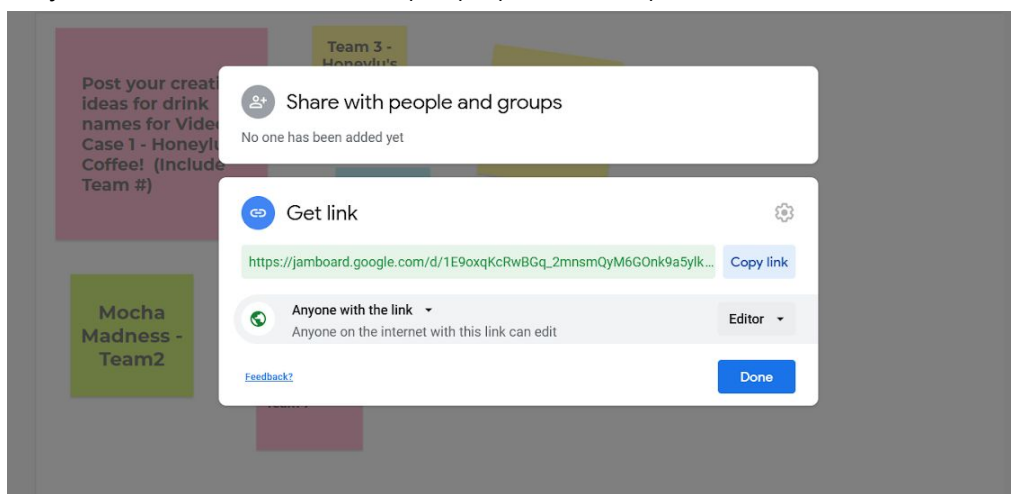 Team 3 -
Honeylu's
Post your creati
ideas for drink
names for Vide
Case 1 - Honeylu
Coffee! (Include
Team #)
Share with people and groups
No one has been added yet
Get link
https://jamboard.google.com/d/1E9oxqKcRwBGq_2mnsmQyM6GOnk9a5ylk...
Copy link
Anyone with the link
Anyone on the internet with this link can edit
Editor
Mocha
Madness -
Team2
Feedback?
Done